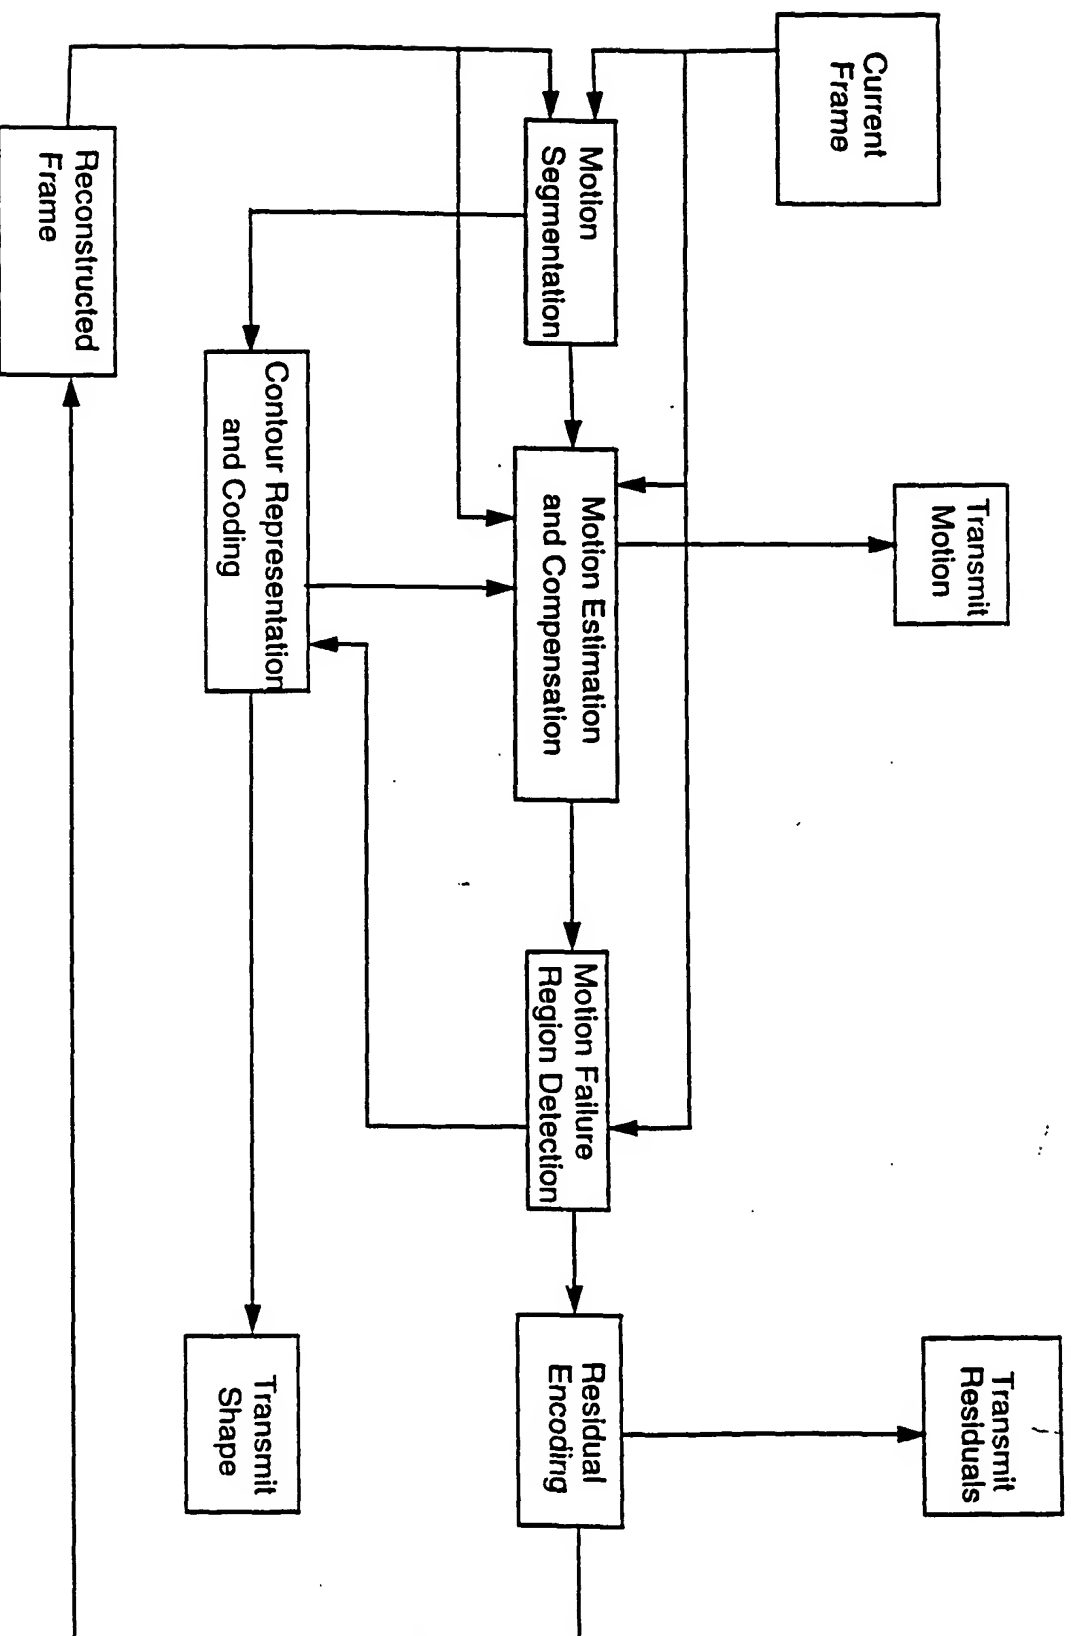 Current
Frame
Transmit
Motion
Transmit
Residuals
Motion
Segmentation
Motion Estimation
and Compensation
Motion Failure
Region Detection
Residual
Encoding
Contour Representation
and Coding
Transmit
Shape
Reconstructed
Frame